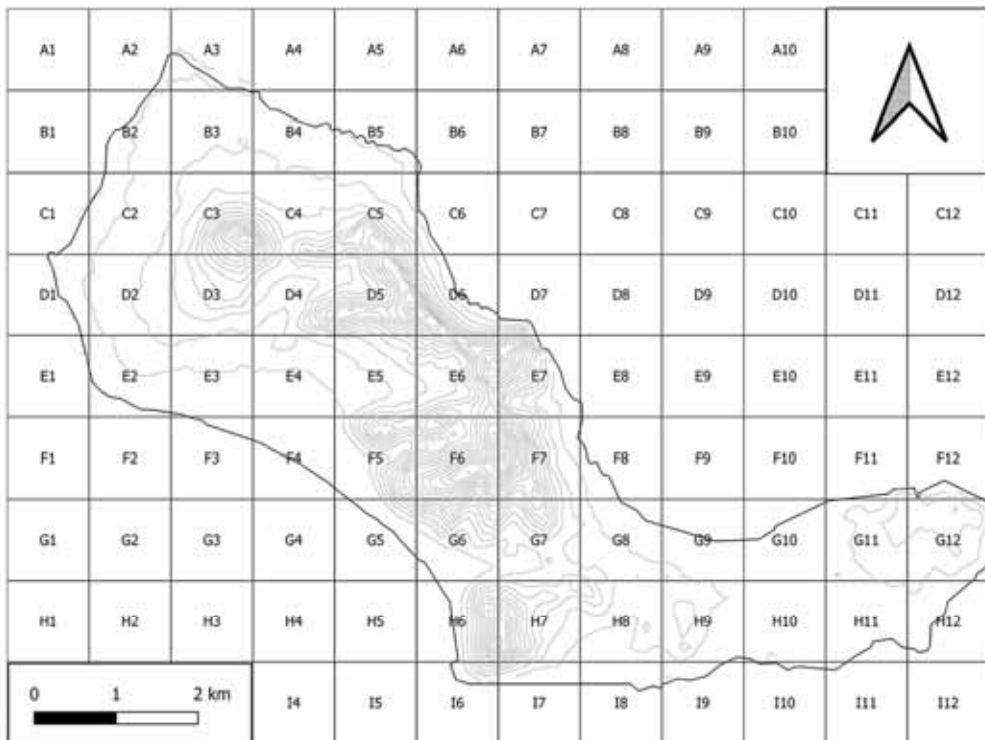 A1 A2 A3 A4 A5 A6 A7 A8 A9 A10
B1 B2 B3 B4 B5 B6 B7 B8 B9 B10
C1 C2 C3 C4 C5 C6 C7 C8 C9 C10 C11 C12
D1 D2 D3 D4 D5 D6 D7 D8 D9 D10 D11 D12
E1 E2 E3 E4 E5 E6 E7 E8 E9 E10 E11 E12
F1 F2 F3 F4 F5 F6 F7 F8 F9 F10 F11 F12
G1 G2 G3 G4 G5 G6 G7 G8 G9 G10 G11 G12
H1 H2 H3 H4 H5 H6 H7 H8 H9 H10 H11 H12
I4 I5 I6 I7 I8 I9 I10 I11 I12
0 1 2 km